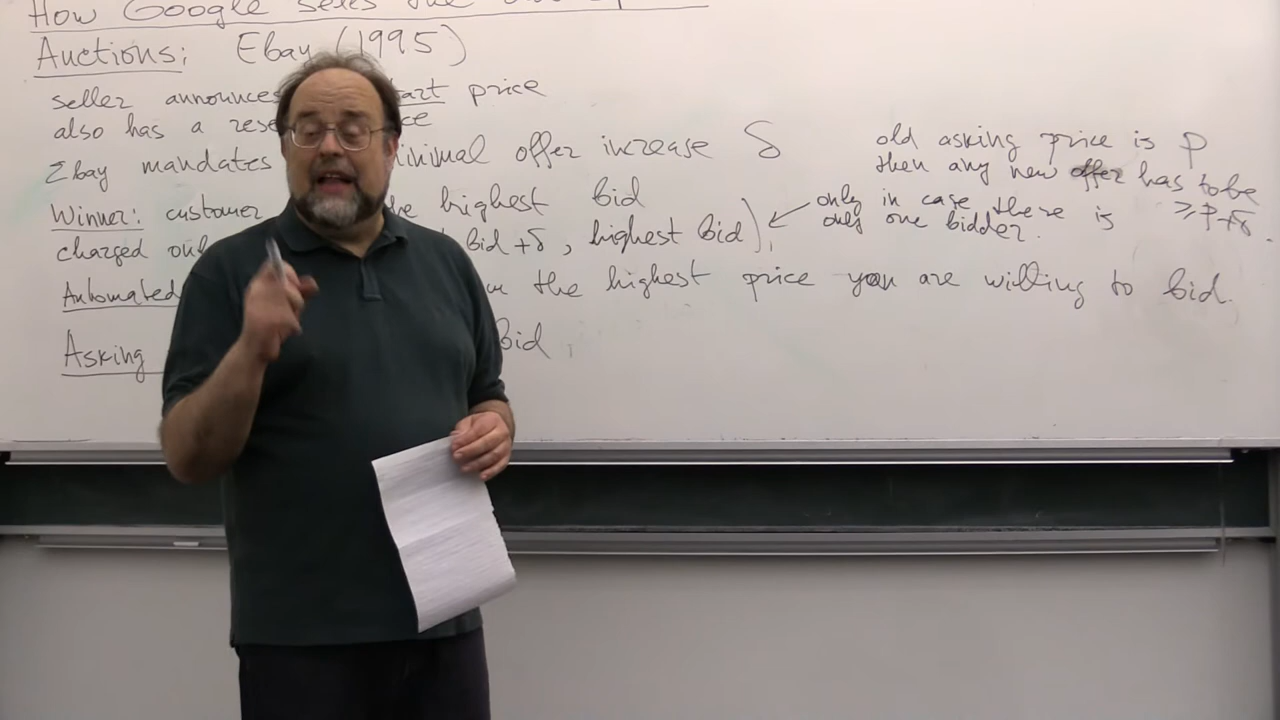 How Google sells
Auctions: Ebay (1995)
seller announces start price
also has a rese ce
Ebay mandates minimal offer increase δ
old asking price is p
then any new offer has to be
≥ p+δ.
Winner: customer the highest bid
charged only bid + δ, highest bid)
only in case there is
only one bidder.
Automated the highest price you are willing to bid.
Asking bid